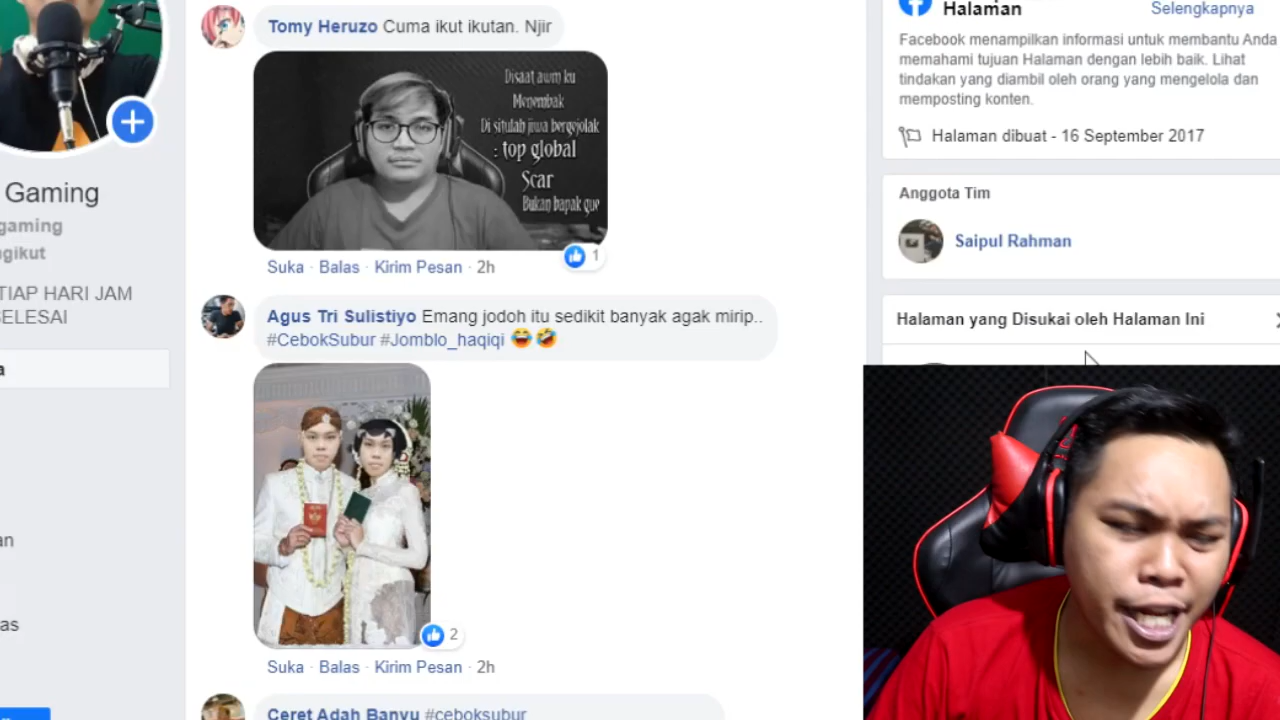 Gaming
gaming
ngikut
TIAP HARI JAM
SELESAI
a
an
as
Tomy Heruzo Cuma ikut ikutan. Njir
Disaat awm ku
Menembak
Di situlah jiwa bergejolak
: top global
Scar
Bukan bapak gue
1
Suka · Balas · Kirim Pesan · 2h
Agus Tri Sulistiyo Emang jodoh itu sedikit banyak agak mirip..
#CebokSubur #Jomblo_haqiqi 😂🤣
2
Suka · Balas · Kirim Pesan · 2h
Ceret Adah Banyu #ceboksubur
Halaman
Selengkapnya
Facebook menampilkan informasi untuk membantu Anda
memahami tujuan Halaman dengan lebih baik. Lihat
tindakan yang diambil oleh orang yang mengelola dan
memposting konten.
Halaman dibuat - 16 September 2017
Anggota Tim
Saipul Rahman
Halaman yang Disukai oleh Halaman Ini